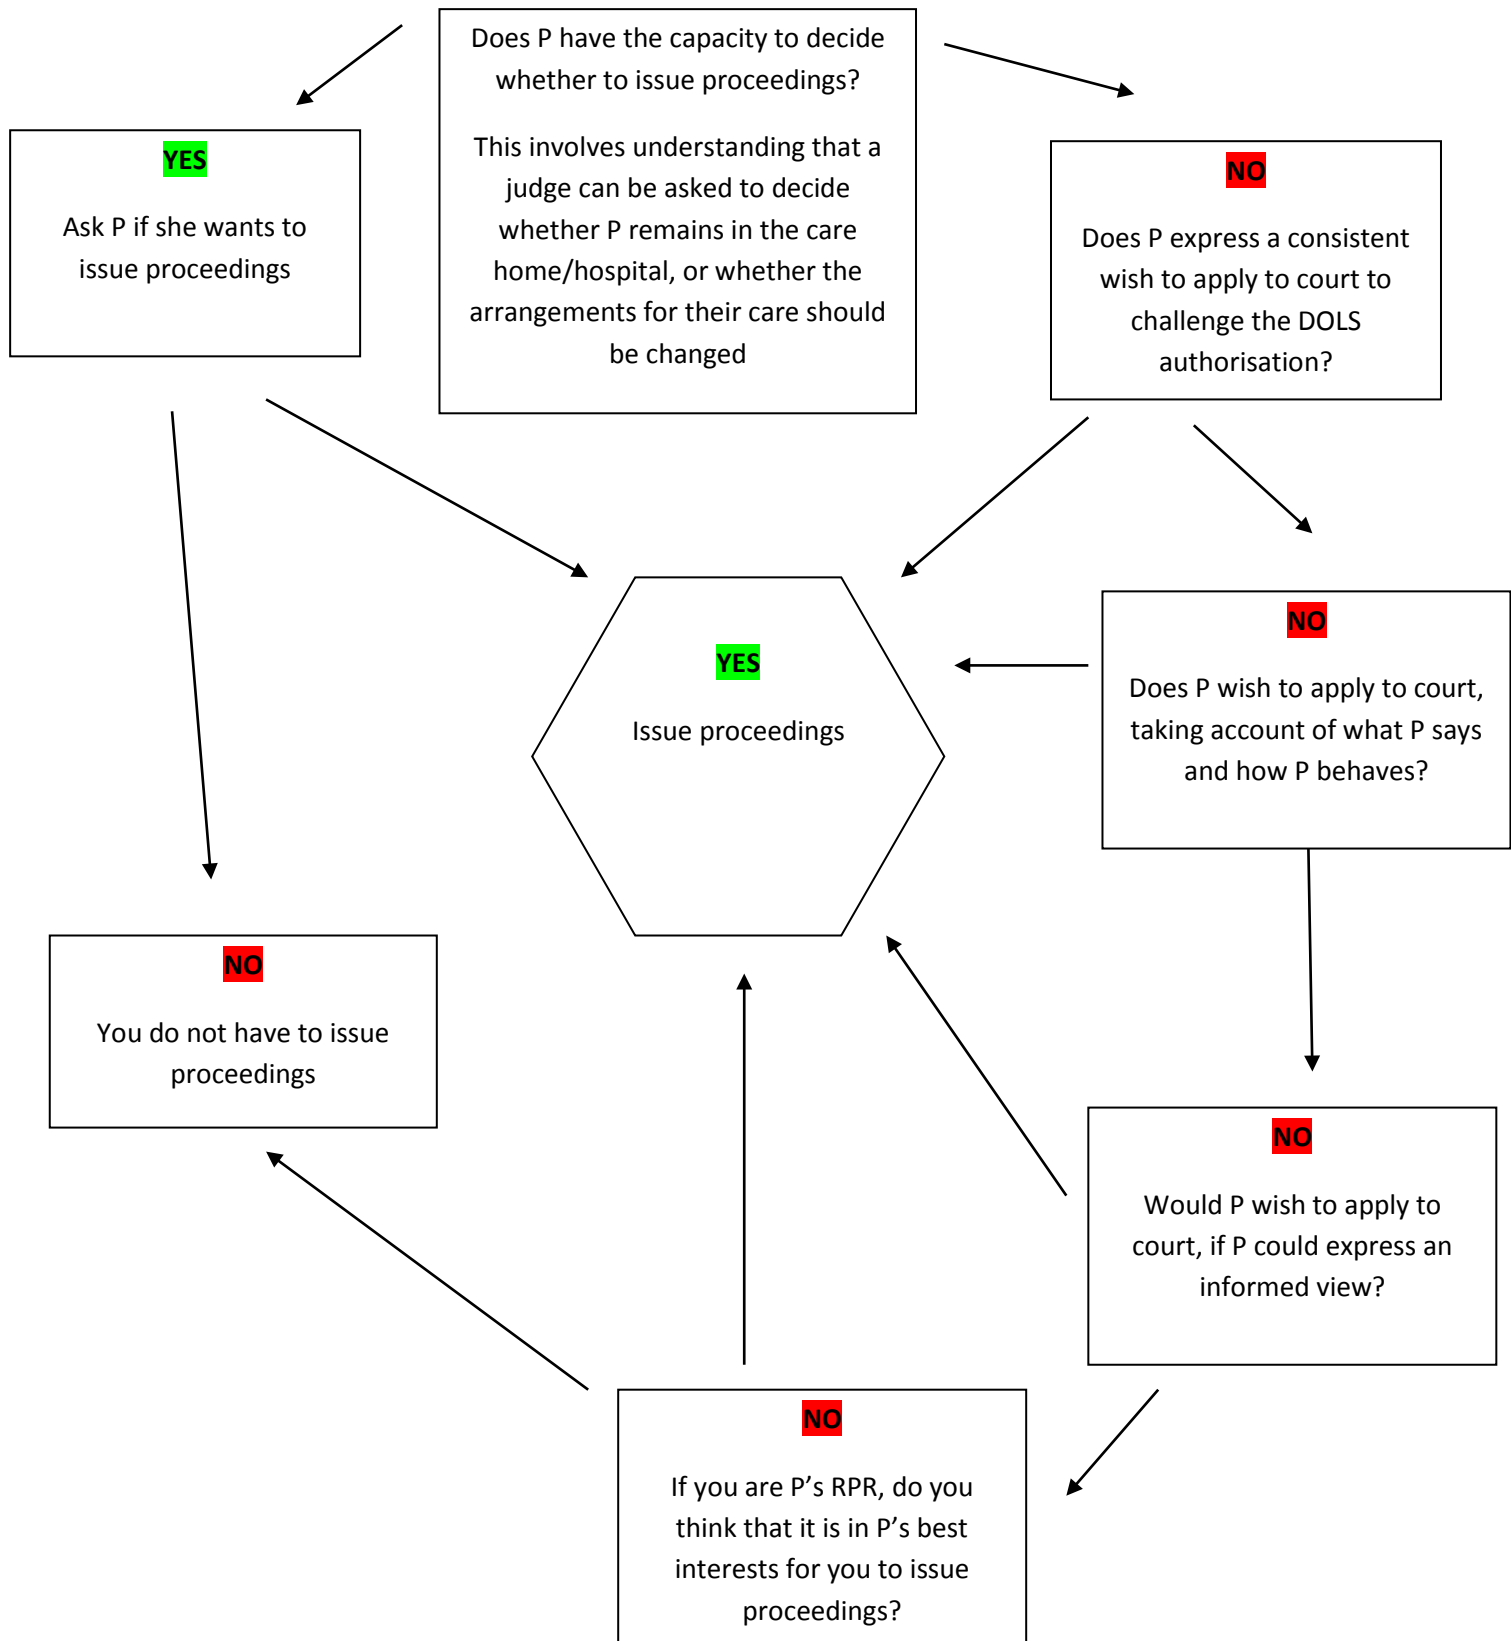 Does P have the capacity to decide
whether to issue proceedings?
This involves understanding that a
judge can be asked to decide
whether P remains in the care
home/hospital, or whether the
arrangements for their care should
be changed
YES
Ask P if she wants to
issue proceedings
NO
Does P express a consistent
wish to apply to court to
challenge the DOLS
authorisation?
YES
Issue proceedings
NO
Does P wish to apply to court,
taking account of what P says
and how P behaves?
NO
You do not have to issue
proceedings
NO
Would P wish to apply to
court, if P could express an
informed view?
NO
If you are P’s RPR, do you
think that it is in P’s best
interests for you to issue
proceedings?